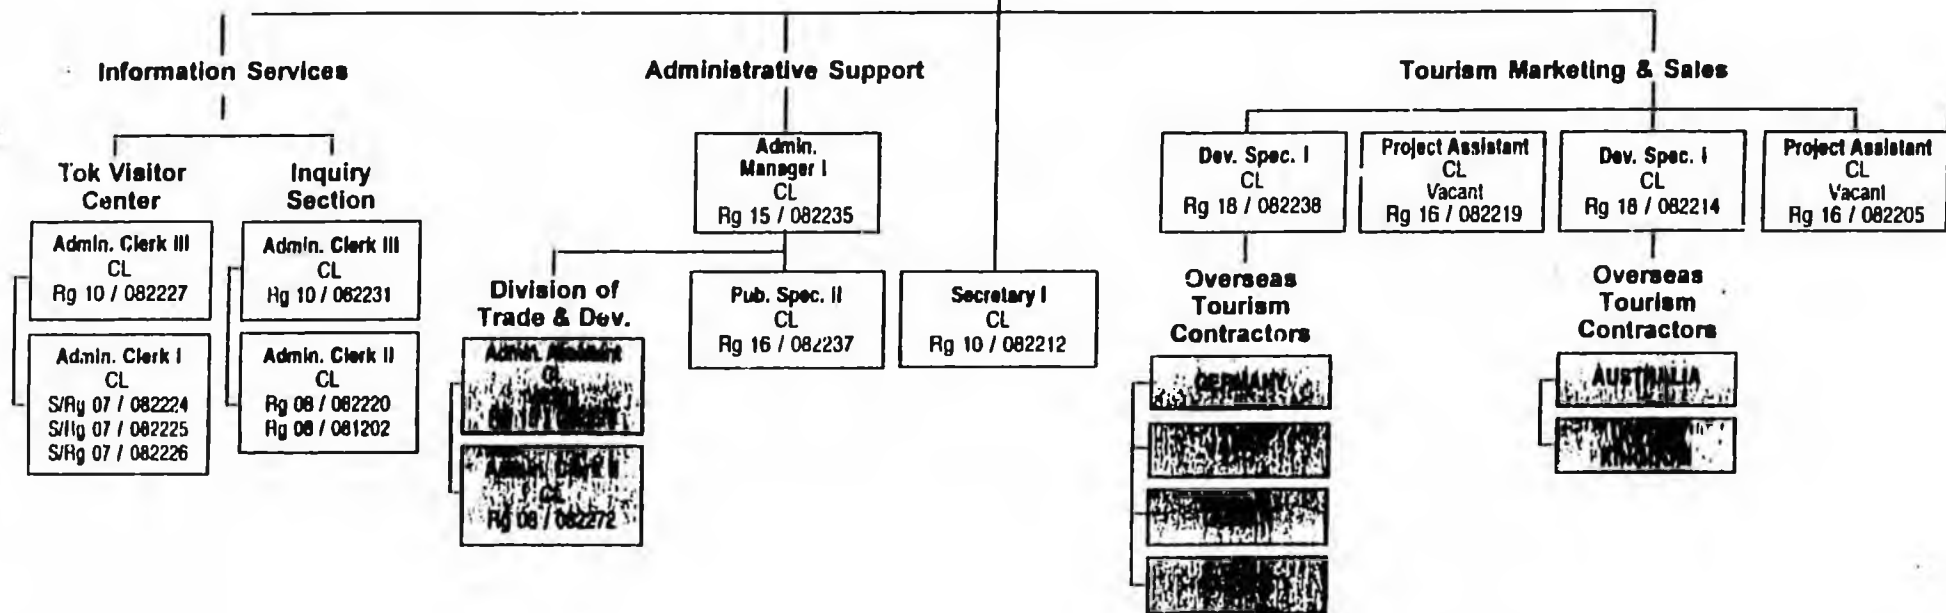 Information Services
Administrative Support
Tourism Marketing & Sales
Tok Visitor
Center
Admin. Clerk III
CL
Rg 10 / 082227
Admin. Clerk I
CL
S/Rg 07 / 082224
S/Rg 07 / 082225
S/Rg 07 / 082226
Inquiry
Section
Admin. Clerk III
CL
Rg 10 / 082231
Admin. Clerk II
CL
Rg 08 / 082220
Rg 08 / 081202
Admin.
Manager I
CL
Rg 15 / 082235
Division of
Trade & Dev.
Admin.
CL
Admin. Clerk II
CL
Rg 08 / 082272
Pub. Spec. II
CL
Rg 16 / 082237
Secretary I
CL
Rg 10 / 082212
Dev. Spec. I
CL
Rg 18 / 082238
Project Assistant
CL
Vacant
Rg 16 / 082219
Dev. Spec. I
CL
Rg 18 / 082214
Project Assistant
CL
Vacant
Rg 16 / 082205
Overseas
Tourism
Contractors
GERMANY
Overseas
Tourism
Contractors
AUSTRALIA
KINGDOM